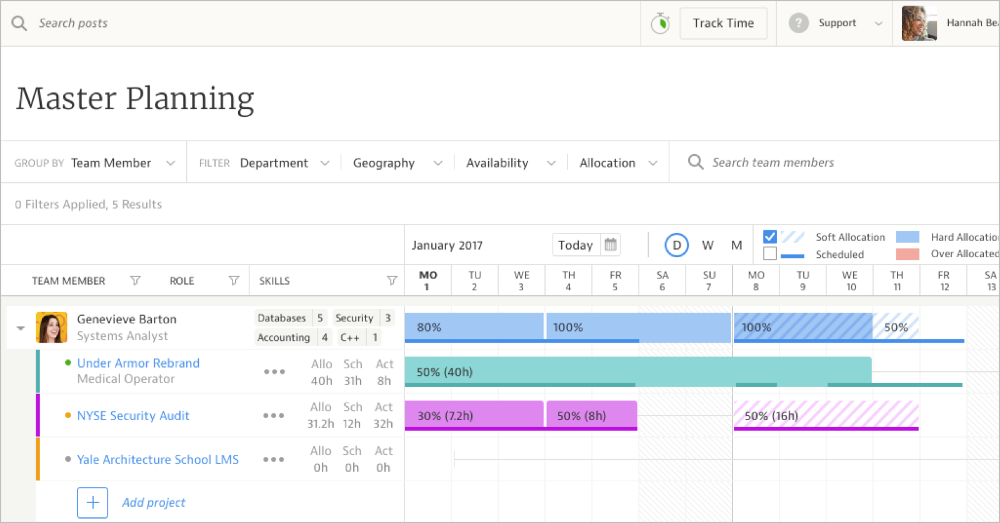 Search posts
Track Time
? Support
Hannah Bea
Master Planning
GROUP BY Team Member
FILTER Department Geography Availability Allocation
Search team members
0 Filters Applied, 5 Results
January 2017
Today
D W M
Soft Allocation Hard Allocation
Scheduled Over Allocated
TEAM MEMBER ROLE SKILLS
MO TU WE TH FR SA SU MO TU WE TH FR SA
1 2 3 4 5 6 7 8 9 10 11 12 13
Genevieve Barton
Systems Analyst
Databases 5 Security 3
Accounting 4 C++ 1
80% 100% 100% 50%
Under Armor Rebrand
Medical Operator
Allo Sch Act
40h 31h 8h
50% (40h)
NYSE Security Audit
Allo Sch Act
31.2h 12h 32h
30% (7.2h) 50% (8h) 50% (16h)
Yale Architecture School LMS
Allo Sch Act
0h 0h 0h
+ Add project